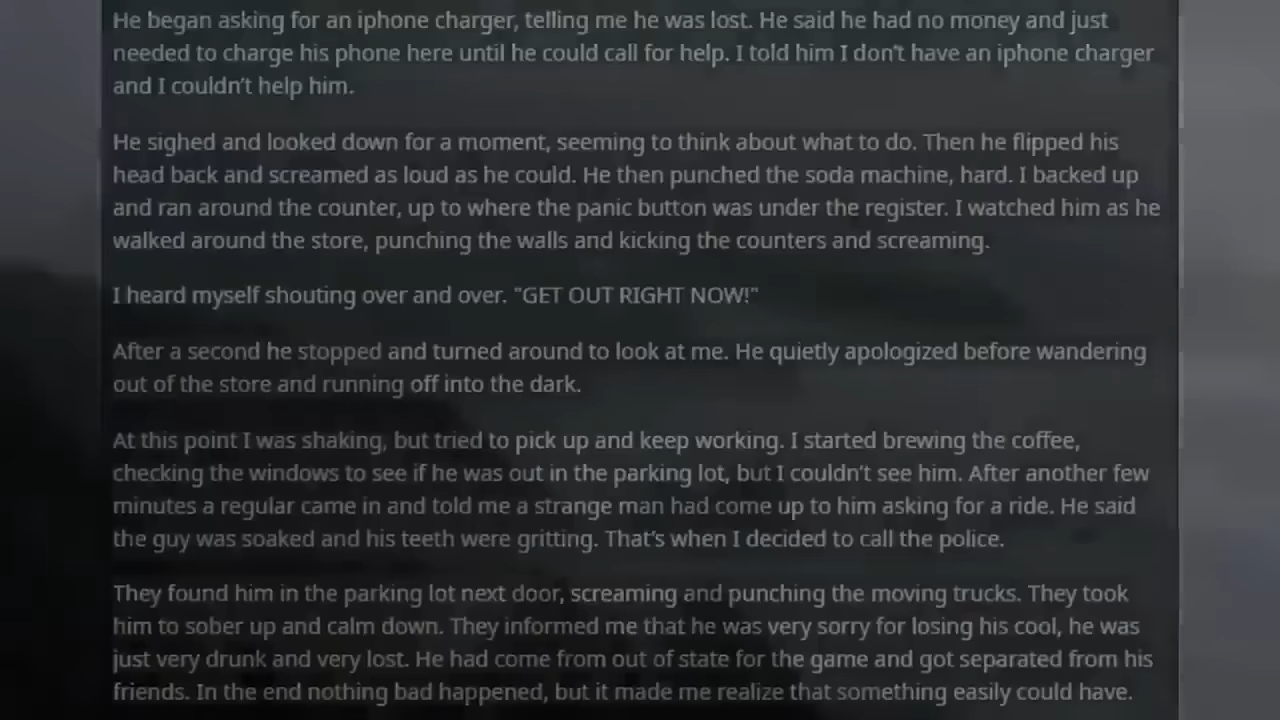 He began asking for an iphone charger, telling me he was lost. He said he had no money and just
needed to charge his phone here until he could call for help. I told him I don't have an iphone charger
and I couldn't help him.
He sighed and looked down for a moment, seeming to think about what to do. Then he flipped his
head back and screamed as loud as he could. He then punched the soda machine, hard. I backed up
and ran around the counter, up to where the panic button was under the register. I watched him as he
walked around the store, punching the walls and kicking the counters and screaming.
I heard myself shouting over and over. "GET OUT RIGHT NOW!"
After a second he stopped and turned around to look at me. He quietly apologized before wandering
out of the store and running off into the dark.
At this point I was shaking, but tried to pick up and keep working. I started brewing the coffee,
checking the windows to see if he was out in the parking lot, but I couldn't see him. After another few
minutes a regular came in and told me a strange man had come up to him asking for a ride. He said
the guy was soaked and his teeth were gritting. That's when I decided to call the police.
They found him in the parking lot next door, screaming and punching the moving trucks. They took
him to sober up and calm down. They informed me that he was very sorry for losing his cool, he was
just very drunk and very lost. He had come from out of state for the game and got separated from his
friends. In the end nothing bad happened, but it made me realize that something easily could have.